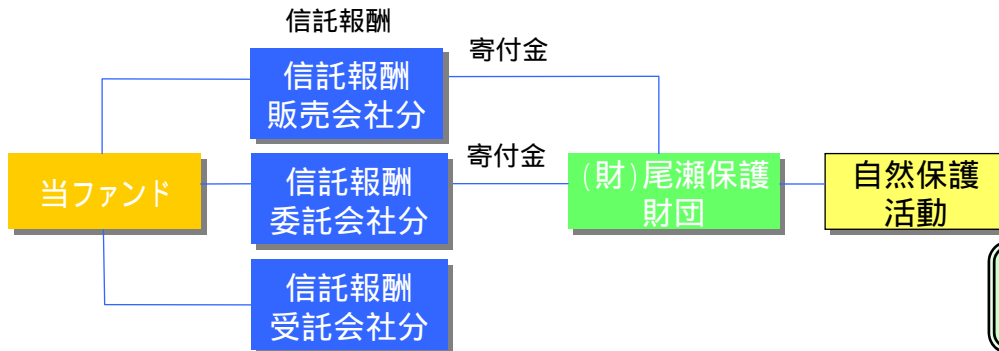 信託報酬
信託報酬
販売会社分
寄付金
当ファンド
信託報酬
委託会社分
寄付金
(財)尾瀬保護
財団
自然保護
活動
信託報酬
受託会社分